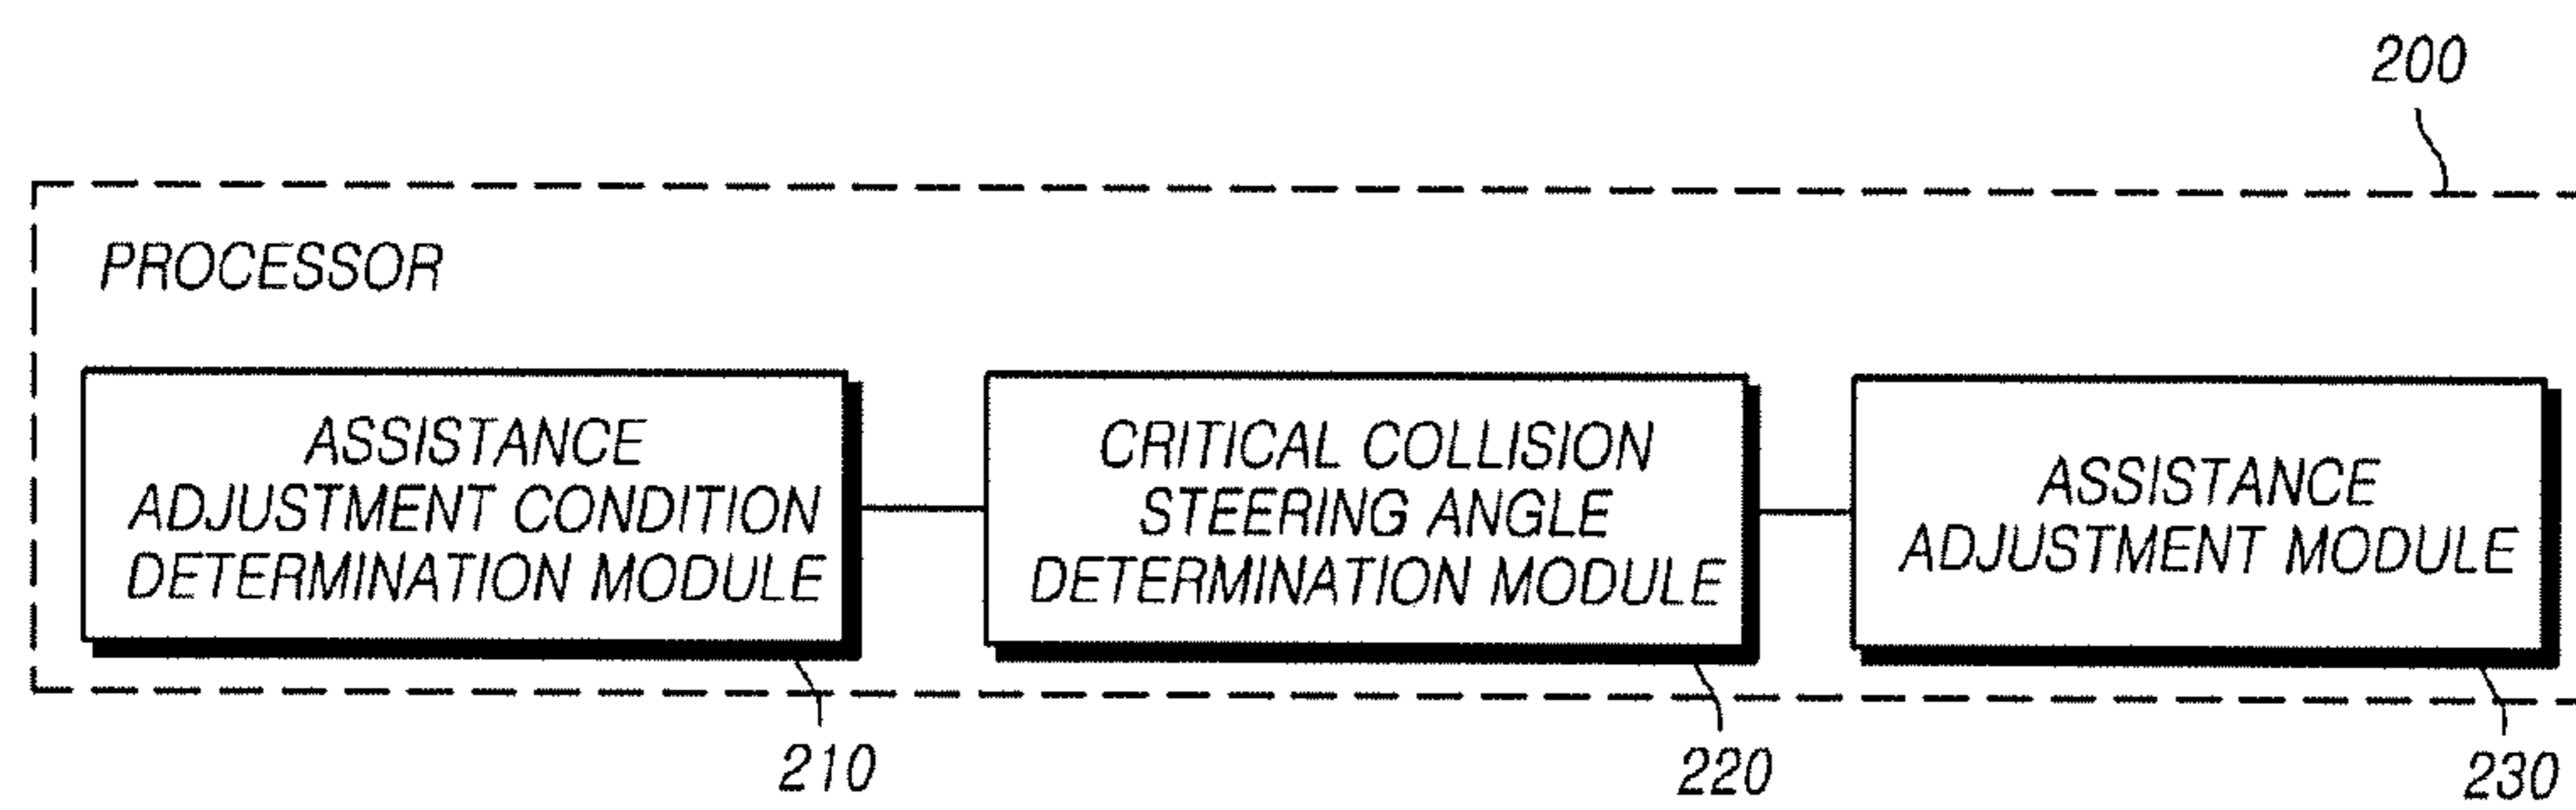 200
PROCESSOR
ASSISTANCE
ADJUSTMENT CONDITION
DETERMINATION MODULE
CRITICAL COLLISION
STEERING ANGLE
DETERMINATION MODULE
ASSISTANCE
ADJUSTMENT MODULE
210
220
230